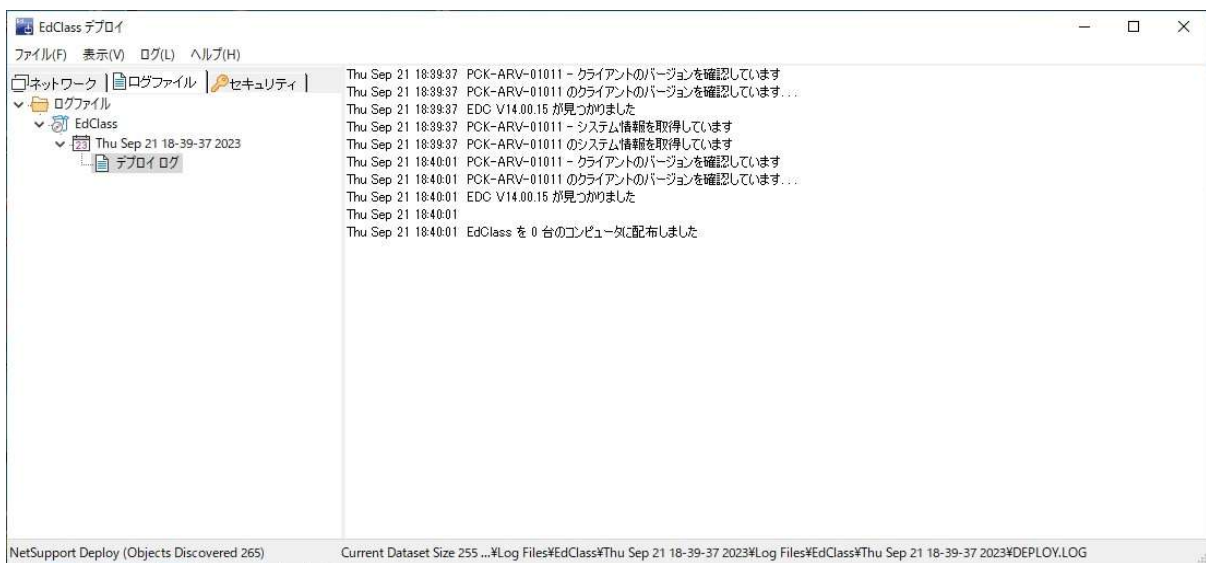 EdClass デプロイ
ファイル(F) 表示(V) ログ(L) ヘルプ(H)
ネットワーク ログファイル セキュリティ
ログファイル
EdClass
23 Thu Sep 21 18-39-37 2023
デプロイ ログ
Thu Sep 21 18:39:37 PCK-ARV-01011 - クライアントのバージョンを確認しています
Thu Sep 21 18:39:37 PCK-ARV-01011 のクライアントのバージョンを確認しています...
Thu Sep 21 18:39:37 EDC V14.00.15 が見つかりました
Thu Sep 21 18:39:37 PCK-ARV-01011 - システム情報を取得しています
Thu Sep 21 18:39:37 PCK-ARV-01011 のシステム情報を取得しています
Thu Sep 21 18:40:01 PCK-ARV-01011 - クライアントのバージョンを確認しています
Thu Sep 21 18:40:01 PCK-ARV-01011 のクライアントのバージョンを確認しています...
Thu Sep 21 18:40:01 EDC V14.00.15 が見つかりました
Thu Sep 21 18:40:01
Thu Sep 21 18:40:01 EdClass を 0 台のコンピュータに配布しました
NetSupport Deploy (Objects Discovered 265)
Current Dataset Size 255 ...¥Log Files¥EdClass¥Thu Sep 21 18-39-37 2023¥Log Files¥EdClass¥Thu Sep 21 18-39-37 2023¥DEPLOY.LOG